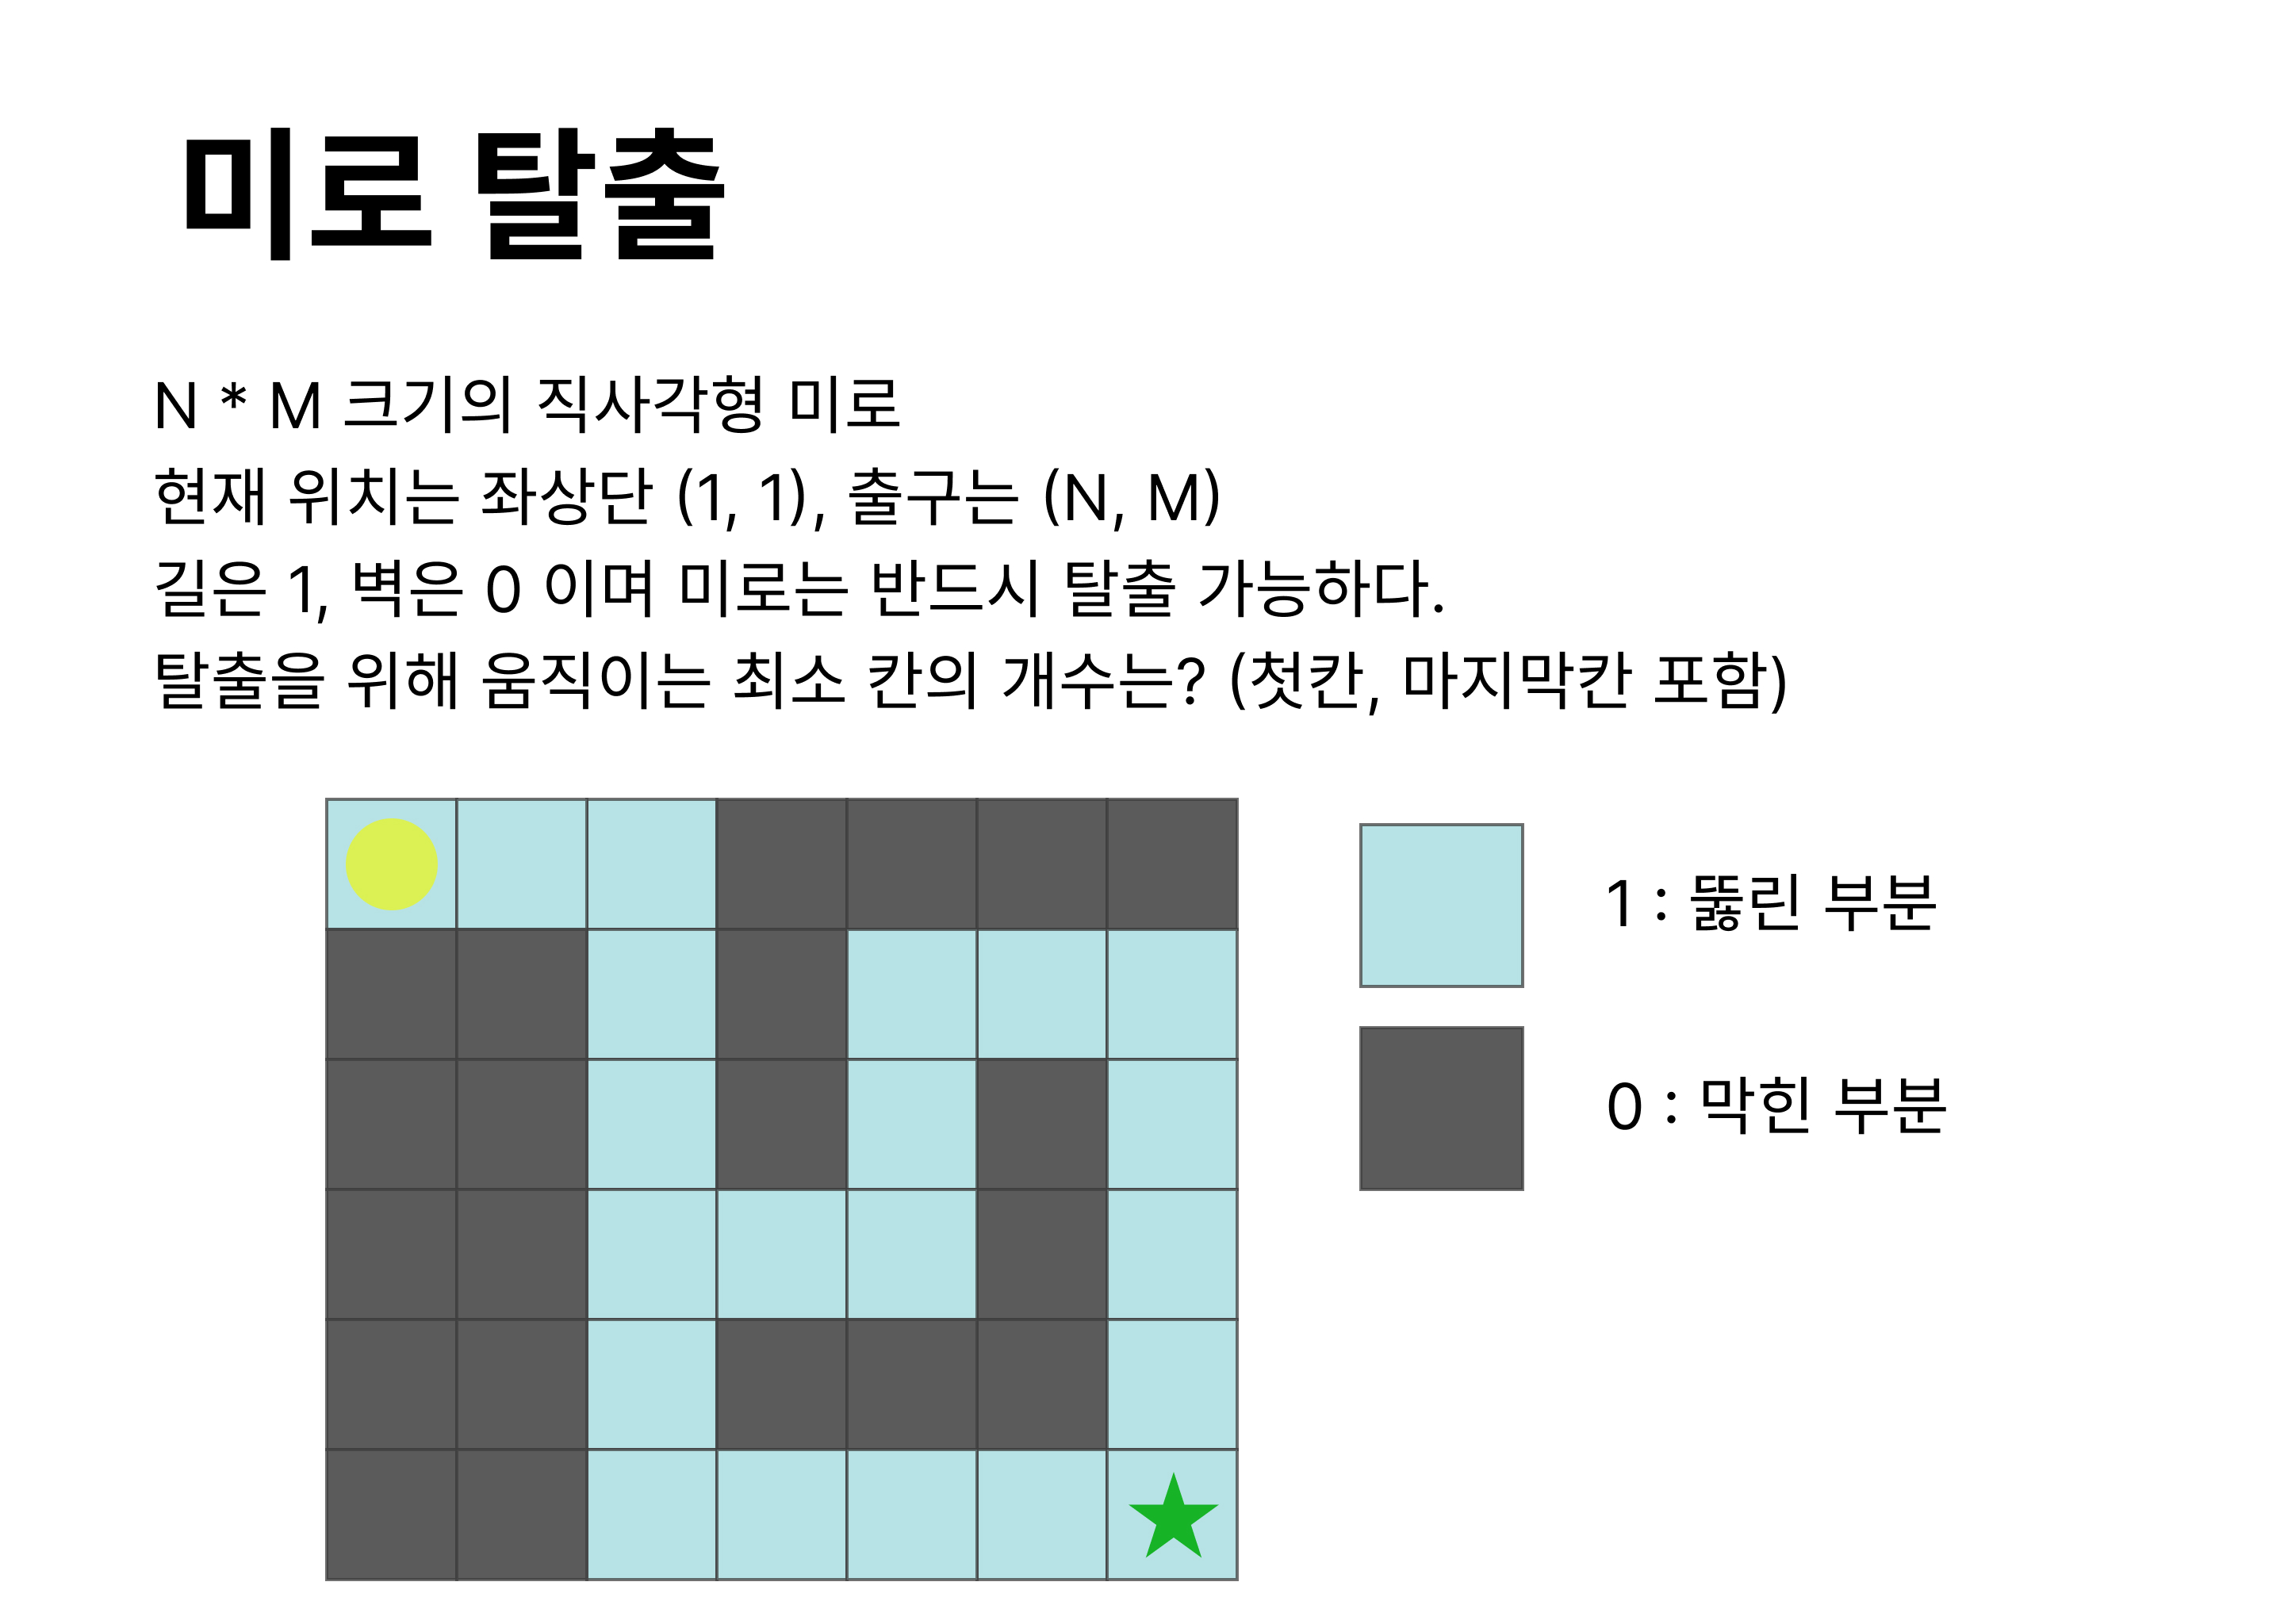 미로 탈출
N * M 크기의 직사각형 미로
현재 위치는 좌상단 (1, 1), 출구는 (N, M)
길은 1, 벽은 0 이며 미로는 반드시 탈출 가능하다.
탈출을 위해 움직이는 최소 칸의 개수는? (첫칸, 마지막칸 포함)
1 : 뚫린 부분
0 : 막힌 부분